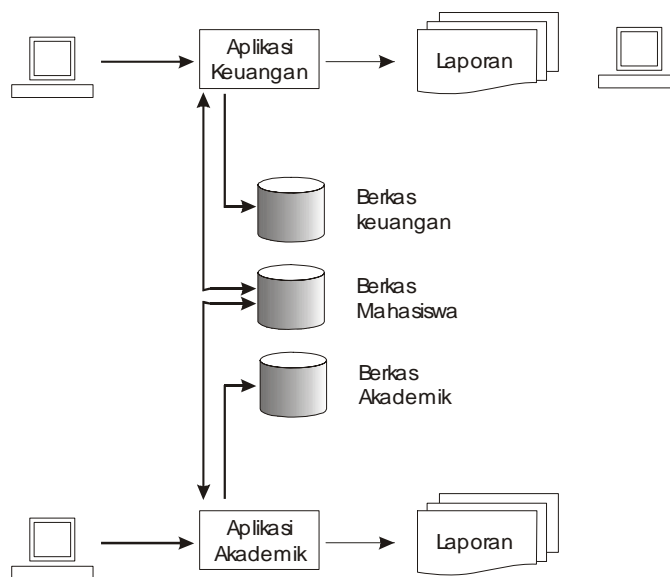 Aplikasi
Keuangan
Laporan
Berkas
keuangan
Berkas
Mahasiswa
Berkas
Akademik
Aplikasi
Akademik
Laporan